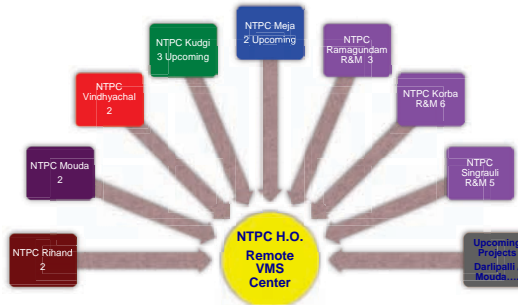 NTPC Meja
2 Upcoming
NTPC Kudgi
3 Upcoming
NTPC
Ramagundam
R&M 3
NTPC
Vindhyachal
2
NTPC Korba
R&M 6
NTPC Mouda
2
NTPC
Singrauli
R&M 5
NTPC Rihand
2
NTPC H.O.
Remote
VMS
Center
Upcoming
Projects
Darlipalli
Mouda....